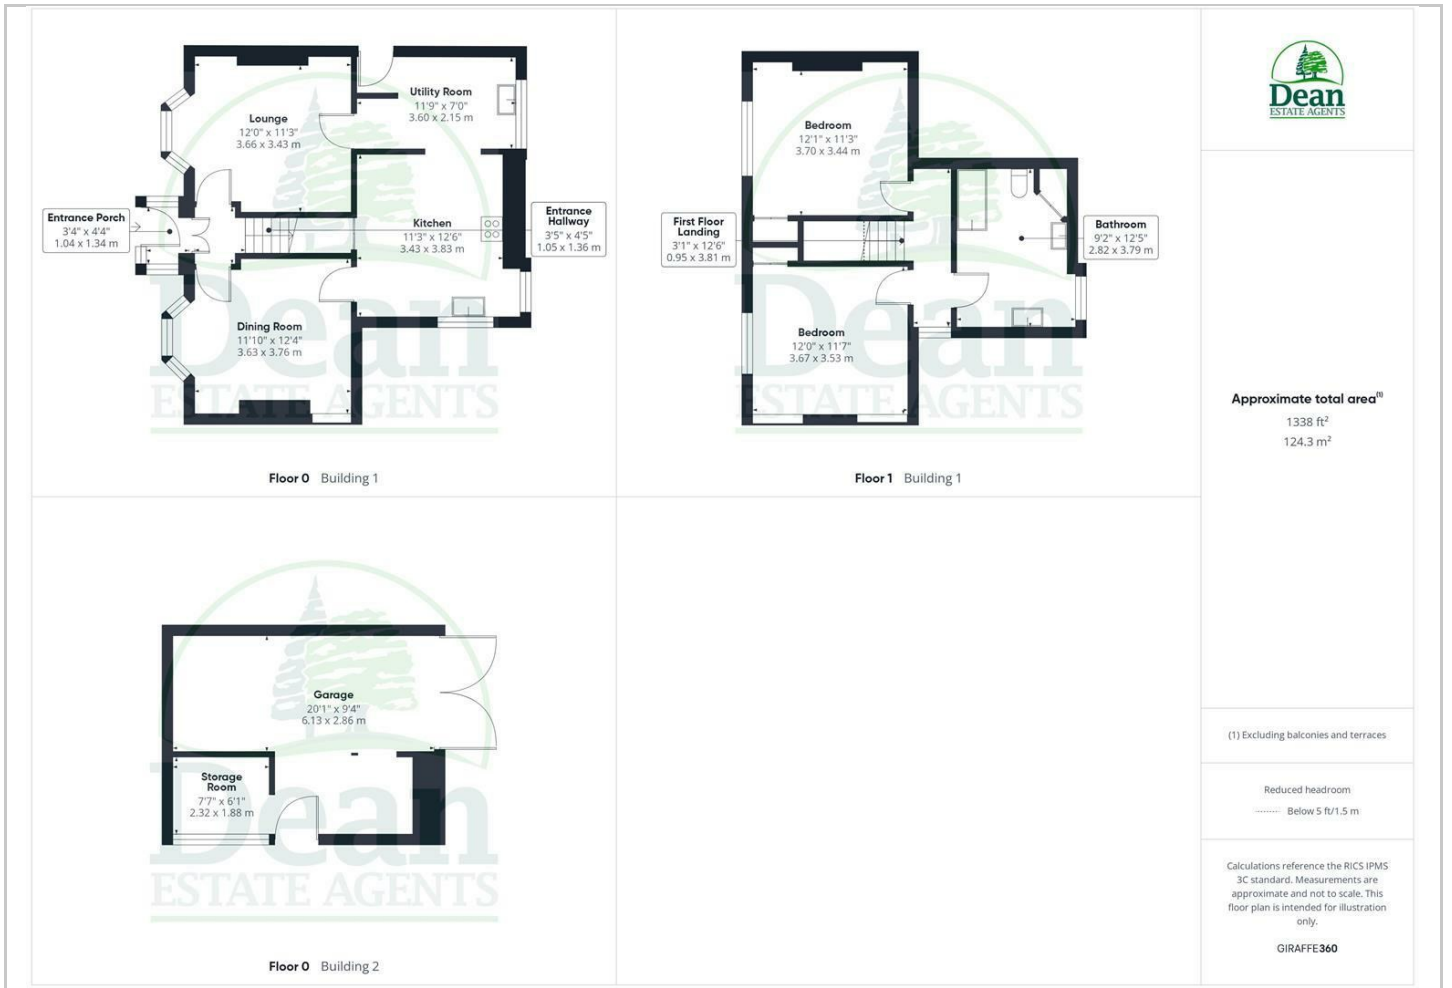 Lounge
12'0" x 11'3"
3.66 x 3.43 m
Utility Room
11'9" x 7'0"
3.60 x 2.15 m
Entrance Porch
3'4" x 4'4"
1.04 x 1.34 m
Kitchen
11'3" x 12'6"
3.43 x 3.83 m
Entrance
Hallway
3'5" x 4'5"
1.05 x 1.36 m
Dining Room
11'10" x 12'4"
3.63 x 3.76 m
Dean
ESTATE AGENTS
Floor 0 Building 1
Bedroom
12'1" x 11'3"
3.70 x 3.44 m
First Floor
Landing
3'1" x 12'6"
0.95 x 3.81 m
Bathroom
9'2" x 12'5"
2.82 x 3.79 m
Bedroom
12'0" x 11'7"
3.67 x 3.53 m
Dean
ESTATE AGENTS
Floor 1 Building 1
Garage
20'1" x 9'4"
6.13 x 2.86 m
Storage
Room
7'7" x 6'1"
2.32 x 1.88 m
Dean
ESTATE AGENTS
Floor 0 Building 2
Dean
ESTATE AGENTS
Approximate total area(1)
1338 ft²
124.3 m²
(1) Excluding balconies and terraces
Reduced headroom
Below 5 ft/1.5 m
Calculations reference the RICS IPMS
3C standard. Measurements are
approximate and not to scale. This
floor plan is intended for illustration
only.
GIRAFFE360